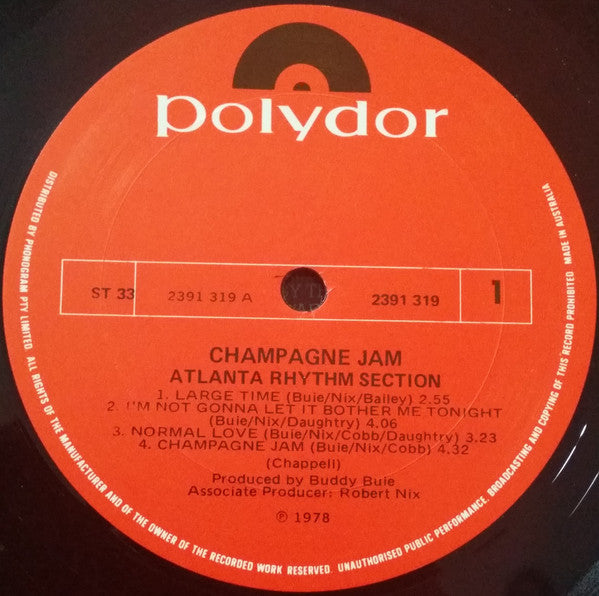 polydor
ST 33
2391 319 A
2391 319
1
CHAMPAGNE JAM
ATLANTA RHYTHM SECTION
1. LARGE TIME (Buie/Nix/Bailey) 2.55
2. I'M NOT GONNA LET IT BOTHER ME TONIGHT
(Buie/Nix/Daughtry) 4.06
3. NORMAL LOVE (Buie/Nix/Cobb/Daughtry) 3.23
4. CHAMPAGNE JAM (Buie/Nix/Cobb) 4.32
(Chappell)
Produced by Buddy Buie
Associate Producer: Robert Nix
℗ 1978
DISTRIBUTED BY PHONOGRAM PTY LIMITED. ALL RIGHTS OF THE MANUFACTURER AND OF THE OWNER OF THE RECORDED WORK RESERVED. UNAUTHORISED PUBLIC PERFORMANCE, BROADCASTING AND COPYING OF THIS RECORD PROHIBITED. MADE IN AUSTRALIA